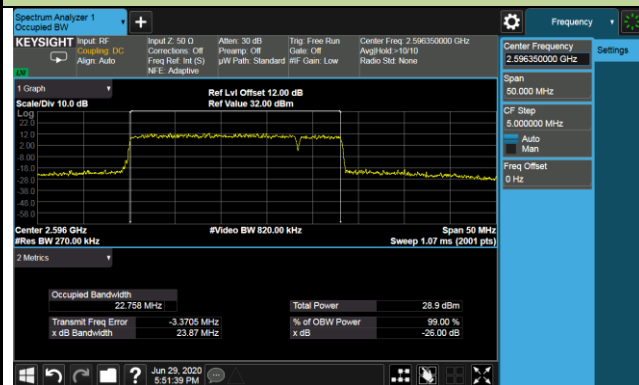 Spectrum Analyzer 1
Occupied BW
+
Frequency
KEYSIGHT
Input: RF
Coupling: DC
Align: Auto
Input Z: 50 Ω
Corrections: Off
Freq Ref: Int (S)
NFE: Adaptive
Atten: 30 dB
Preamp: Off
µW Path: Standard
Trig: Free Run
Gate: Off
#IF Gain: Low
Center Freq: 2.596350000 GHz
Avg|Hold:>10/10
Radio Std: None
LXI
Center Frequency
2.596350000 GHz
Settings
Span
50.000 MHz
CF Step
5.000000 MHz
Auto
Man
Freq Offset
0 Hz
1 Graph
Scale/Div 10.0 dB
Ref Lvl Offset 12.00 dB
Ref Value 32.00 dBm
Log
22.0
12.0
2.00
-8.00
-18.0
-28.0
-38.0
-48.0
-58.0
Center 2.596 GHz
#Res BW 270.00 kHz
#Video BW 820.00 kHz
Span 50 MHz
Sweep 1.07 ms (2001 pts)
2 Metrics
Occupied Bandwidth
22.758 MHz
Total Power 28.9 dBm
Transmit Freq Error -3.3705 MHz
% of OBW Power 99.00 %
x dB Bandwidth 23.87 MHz
x dB -26.00 dB
?
Jun 29, 2020
5:51:39 PM